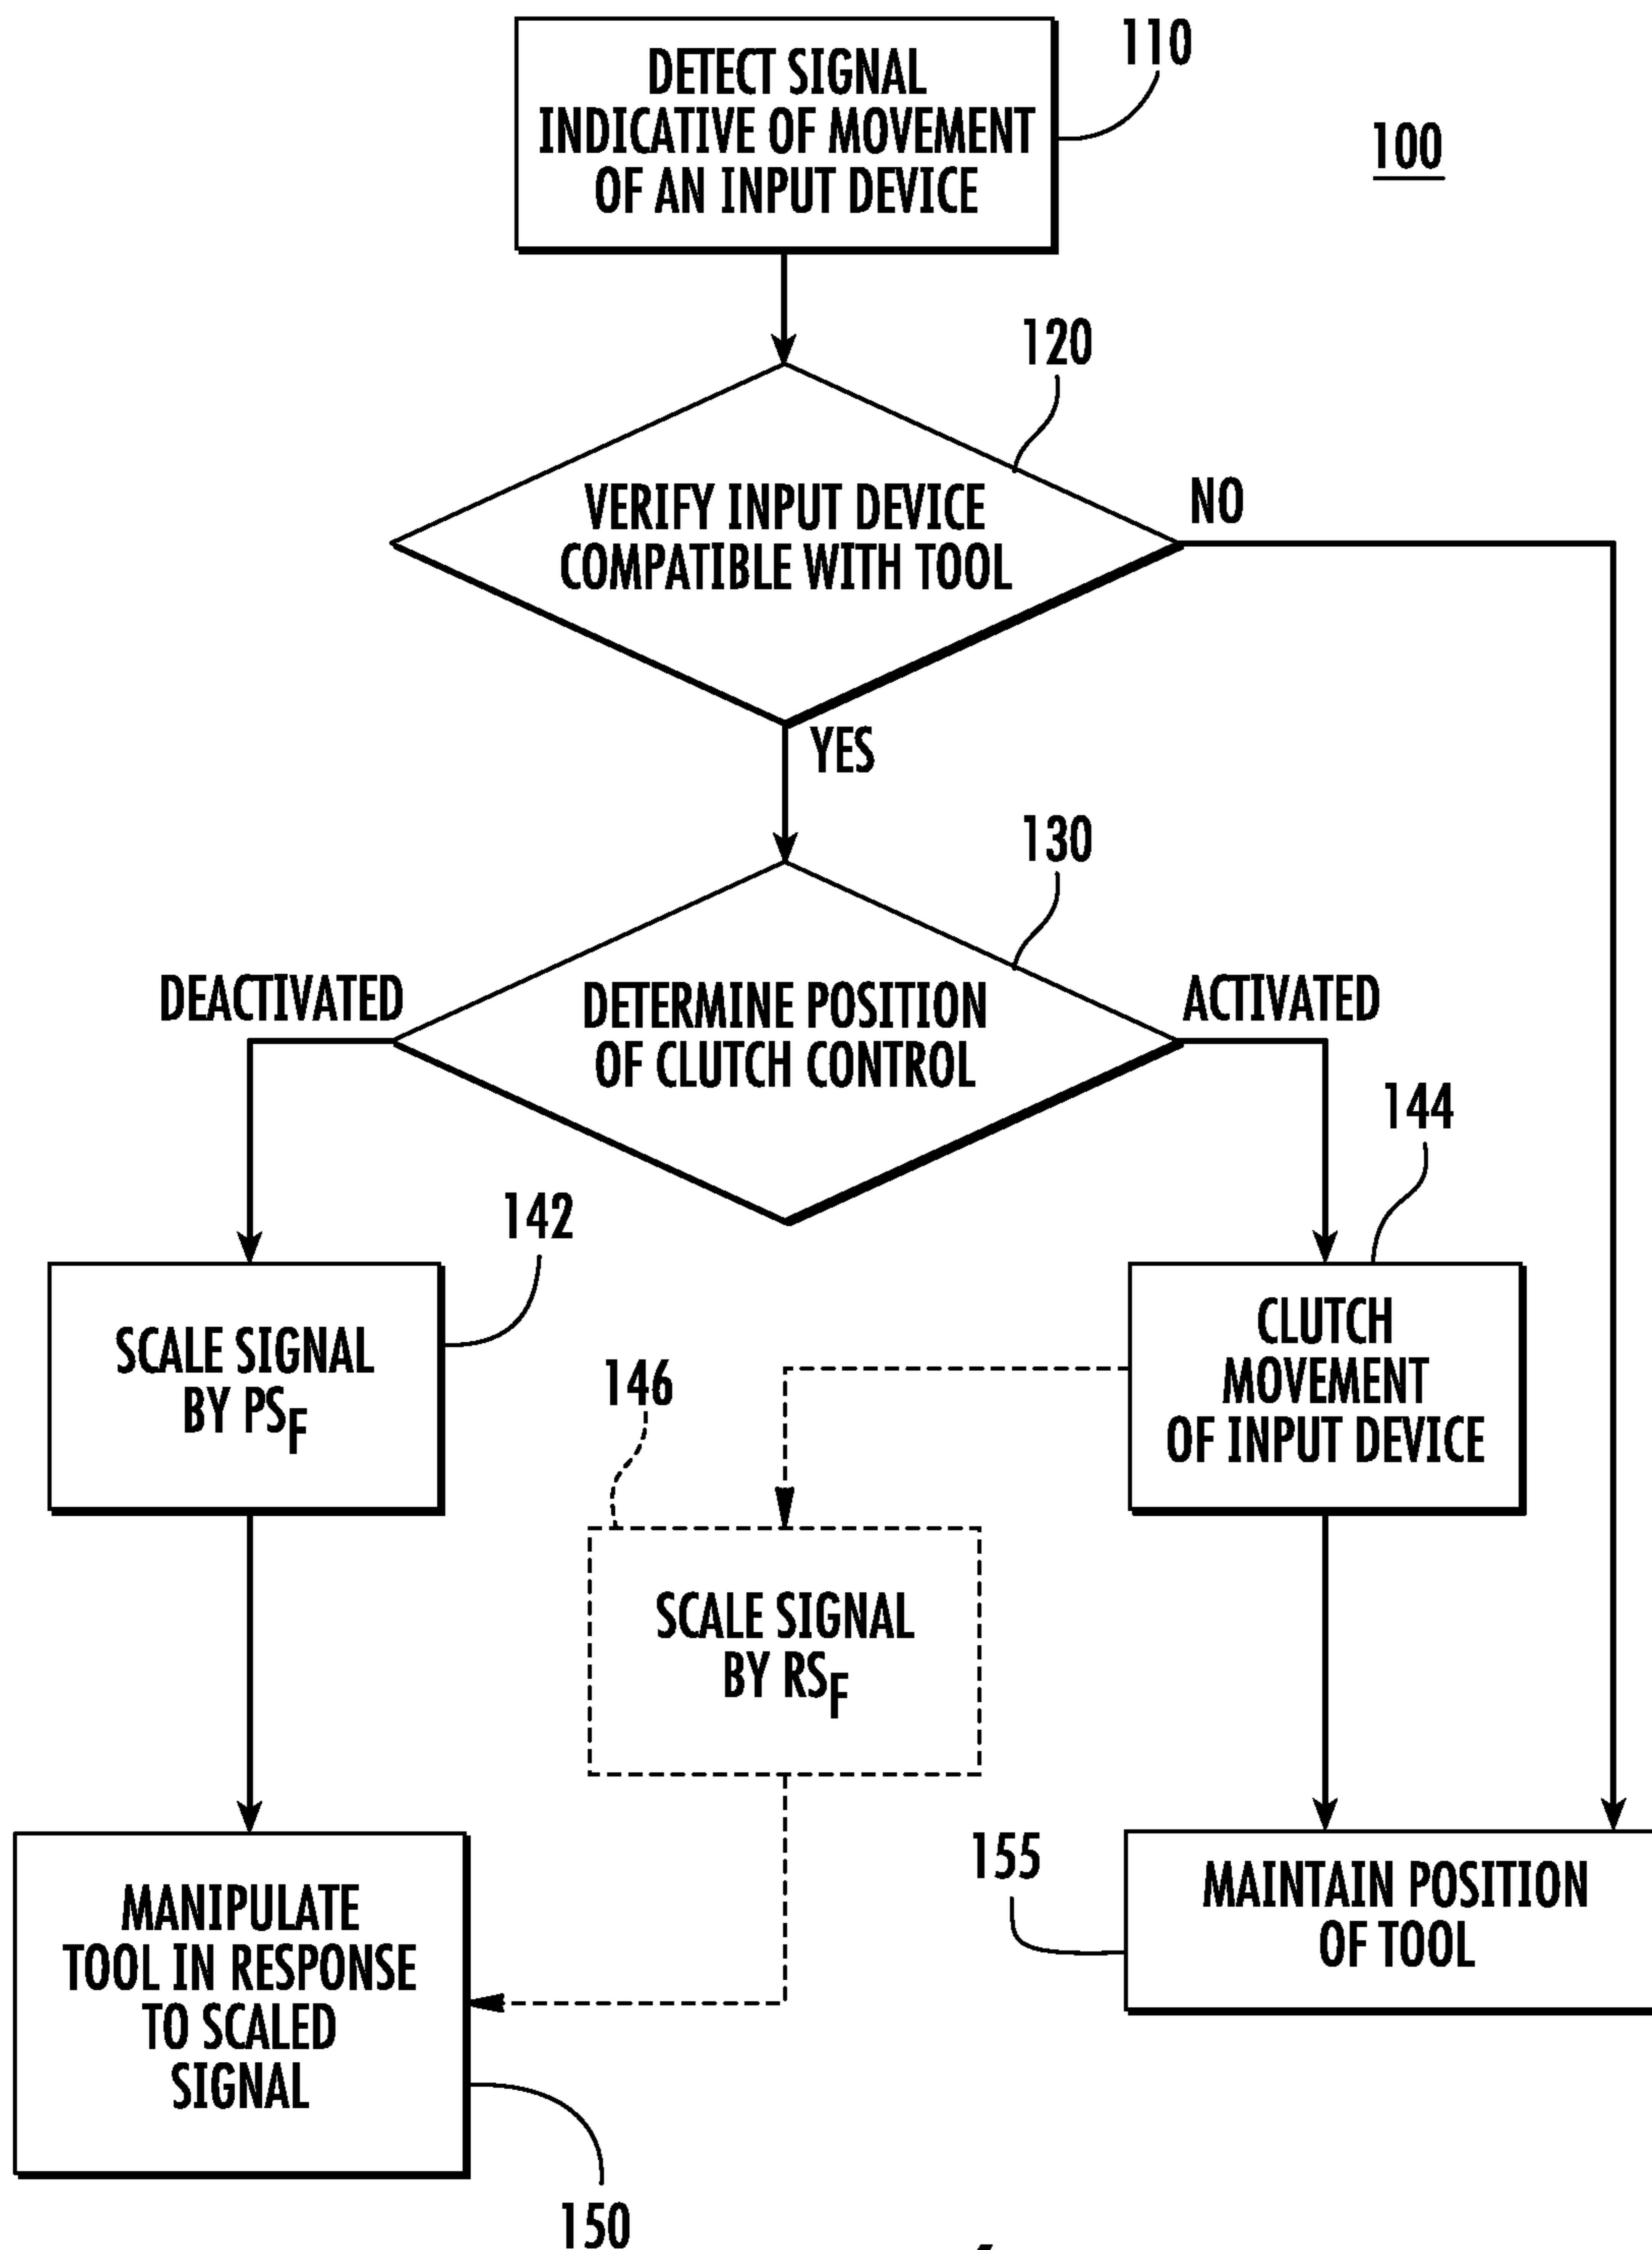 110
DETECT SIGNAL
INDICATIVE OF MOVEMENT
OF AN INPUT DEVICE
100
120
VERIFY INPUT DEVICE
COMPATIBLE WITH TOOL
NO
YES
130
DEACTIVATED
DETERMINE POSITION
OF CLUTCH CONTROL
ACTIVATED
144
142
SCALE SIGNAL
BY PSF
146
CLUTCH
MOVEMENT
OF INPUT DEVICE
SCALE SIGNAL
BY RSF
155
MAINTAIN POSITION
OF TOOL
MANIPULATE
TOOL IN RESPONSE
TO SCALED
SIGNAL
150